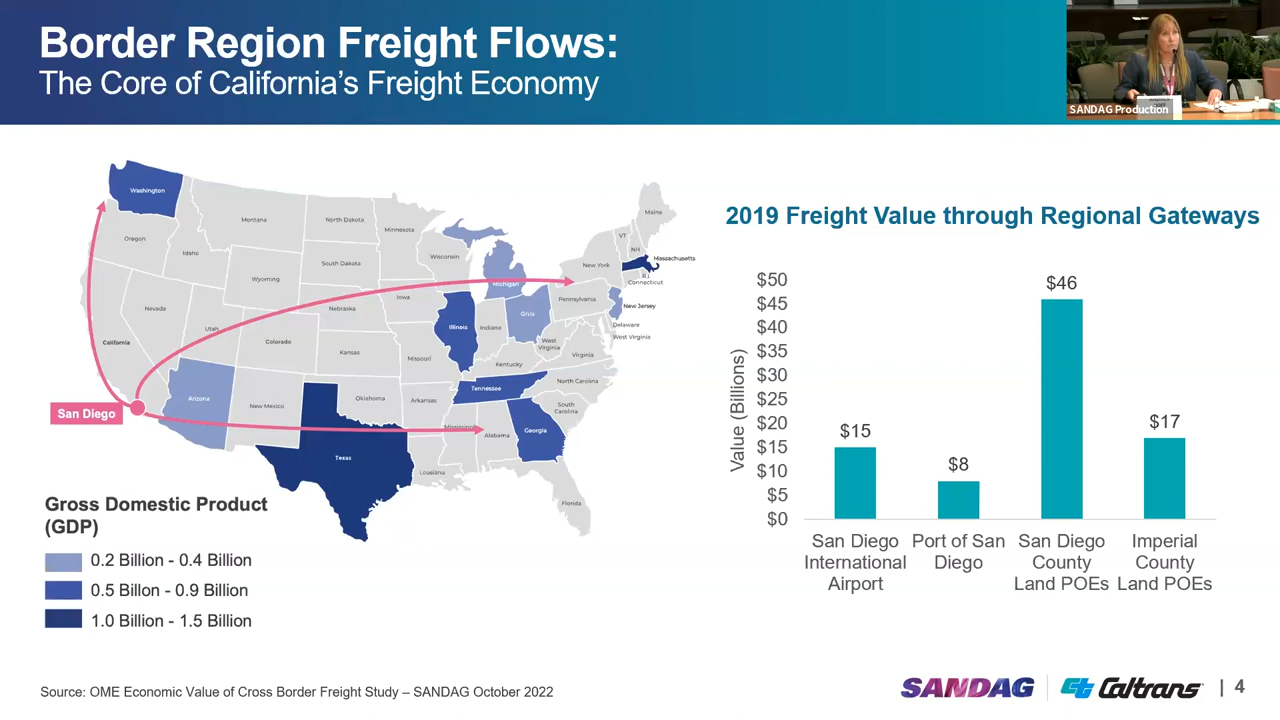 Border Region Freight Flows:
The Core of California's Freight Economy
SANDAG Production
Washington
Montana
North Dakota
Minnesota
Maine
Oregon
Idaho
South Dakota
Wisconsin
VT
NH
Massachusetts
New York
R.I.
Connecticut
Wyoming
Michigan
Iowa
Nebraska
Pennsylvania
Nevada
Utah
Illinois
Indiana
Ohio
New Jersey
Delaware
West Virginia
California
Colorado
Kansas
Missouri
West
Virginia
Virginia
Kentucky
North Carolina
Tennessee
Arizona
New Mexico
Oklahoma
Arkansas
South
Carolina
San Diego
Mississippi
Alabama
Georgia
Texas
Louisiana
Florida
Gross Domestic Product
(GDP)
0.2 Billion - 0.4 Billion
0.5 Billon - 0.9 Billion
1.0 Billion - 1.5 Billion
2019 Freight Value through Regional Gateways
Value (Billions)
$50
$45
$40
$35
$30
$25
$20
$15
$10
$5
$0
$15
$8
$46
$17
San Diego
International
Airport
Port of San
Diego
San Diego
County
Land POEs
Imperial
County
Land POEs
Source: OME Economic Value of Cross Border Freight Study – SANDAG October 2022
SANDAG
ct Caltrans
| 4